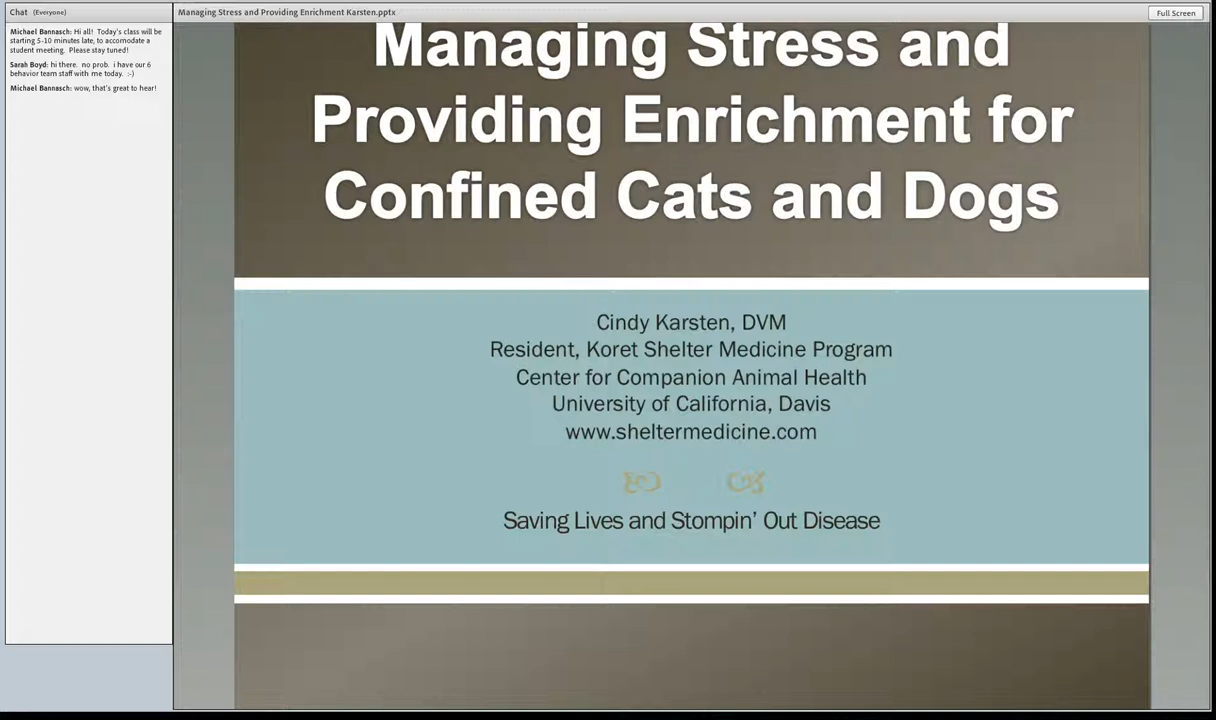 Chat (Everyone)
Michael Bannasch: Hi all! Today's class will be
starting 5-10 minutes late, to accomodate a
student meeting. Please stay tuned!
Sarah Boyd: hi there. no prob. i have our 6
behavior team staff with me today. :-)
Michael Bannasch: wow, that's great to hear!
Managing Stress and Providing Enrichment Karsten.pptx
Full Screen
Managing Stress and
Providing Enrichment for
Confined Cats and Dogs
Cindy Karsten, DVM
Resident, Koret Shelter Medicine Program
Center for Companion Animal Health
University of California, Davis
www.sheltermedicine.com
Saving Lives and Stompin' Out Disease